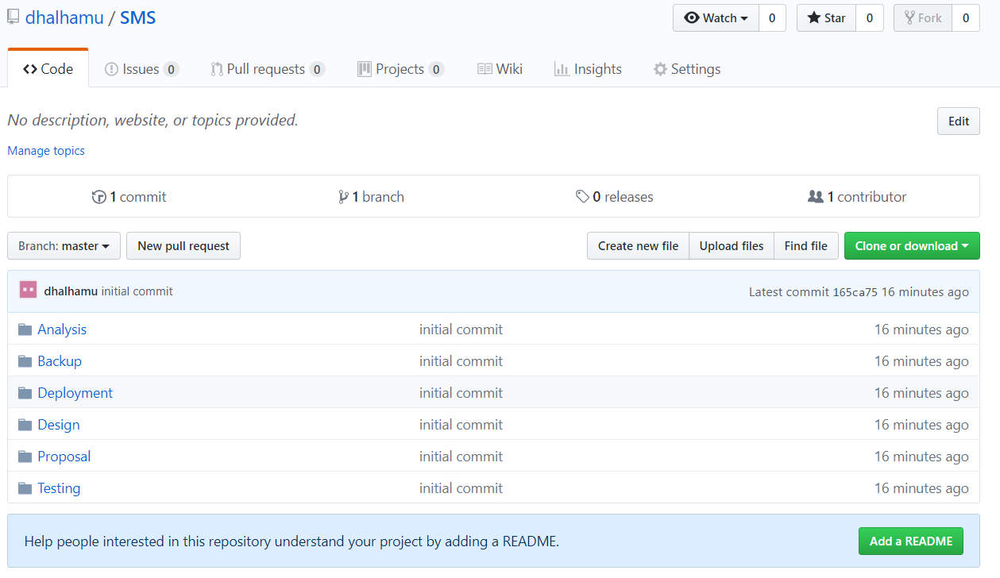 dhalhamu / SMS Watch 0 Star 0 Fork 0
Code Issues 0 Pull requests 0 Projects 0 Wiki Insights Settings
No description, website, or topics provided. Edit
Manage topics
1 commit 1 branch 0 releases 1 contributor
Branch: master New pull request Create new file Upload files Find file Clone or download
dhalhamu initial commit Latest commit 165ca75 16 minutes ago
Analysis initial commit 16 minutes ago
Backup initial commit 16 minutes ago
Deployment initial commit 16 minutes ago
Design initial commit 16 minutes ago
Proposal initial commit 16 minutes ago
Testing initial commit 16 minutes ago
Help people interested in this repository understand your project by adding a README. Add a README